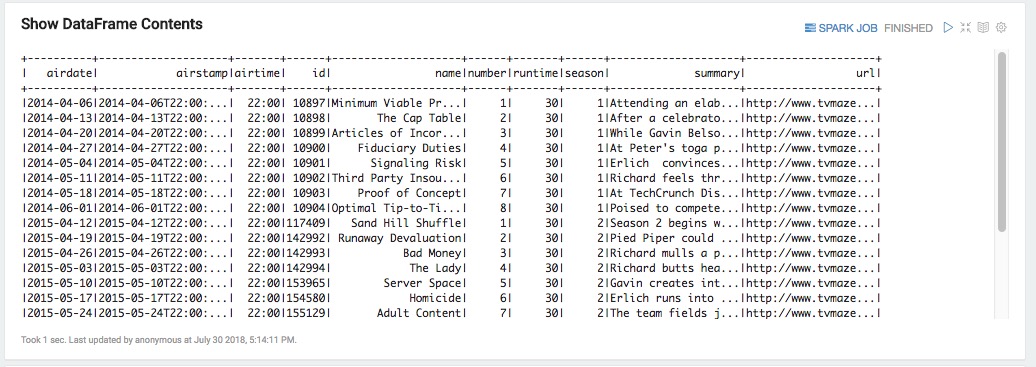 Show DataFrame Contents
SPARK JOB FINISHED
+----------+--------------------+-------+------+--------------------+------+-------+------+--------------------+--------------------+
|   airdate|            airstamp|airtime|    id|                name|number|runtime|season|             summary|                 url|
+----------+--------------------+-------+------+--------------------+------+-------+------+--------------------+--------------------+
|2014-04-06|2014-04-06T22:00:...|  22:00| 10897|Minimum Viable Pr...|     1|     30|     1|Attending an elab...|http://www.tvmaze...|
|2014-04-13|2014-04-13T22:00:...|  22:00| 10898|         The Cap Table|     2|     30|     1|After a celebrato...|http://www.tvmaze...|
|2014-04-20|2014-04-20T22:00:...|  22:00| 10899|Articles of Incor...|     3|     30|     1|While Gavin Belso...|http://www.tvmaze...|
|2014-04-27|2014-04-27T22:00:...|  22:00| 10900|    Fiduciary Duties|     4|     30|     1|At Peter's toga p...|http://www.tvmaze...|
|2014-05-04|2014-05-04T22:00:...|  22:00| 10901|      Signaling Risk|     5|     30|     1|Erlich  convinces...|http://www.tvmaze...|
|2014-05-11|2014-05-11T22:00:...|  22:00| 10902|Third Party Insou...|     6|     30|     1|Richard feels thr...|http://www.tvmaze...|
|2014-05-18|2014-05-18T22:00:...|  22:00| 10903|    Proof of Concept|     7|     30|     1|At TechCrunch Dis...|http://www.tvmaze...|
|2014-06-01|2014-06-01T22:00:...|  22:00| 10904|Optimal Tip-to-Ti...|     8|     30|     1|Poised to compete...|http://www.tvmaze...|
|2015-04-12|2015-04-12T22:00:...|  22:00|117409|   Sand Hill Shuffle|     1|     30|     2|Season 2 begins w...|http://www.tvmaze...|
|2015-04-19|2015-04-19T22:00:...|  22:00|142992| Runaway Devaluation|     2|     30|     2|Pied Piper could ...|http://www.tvmaze...|
|2015-04-26|2015-04-26T22:00:...|  22:00|142993|           Bad Money|     3|     30|     2|Richard mulls a p...|http://www.tvmaze...|
|2015-05-03|2015-05-03T22:00:...|  22:00|142994|            The Lady|     4|     30|     2|Richard butts hea...|http://www.tvmaze...|
|2015-05-10|2015-05-10T22:00:...|  22:00|153965|        Server Space|     5|     30|     2|Gavin creates int...|http://www.tvmaze...|
|2015-05-17|2015-05-17T22:00:...|  22:00|154580|            Homicide|     6|     30|     2|Erlich runs into ...|http://www.tvmaze...|
|2015-05-24|2015-05-24T22:00:...|  22:00|155129|       Adult Content|     7|     30|     2|The team fields j...|http://www.tvmaze...|
Took 1 sec. Last updated by anonymous at July 30 2018, 5:14:11 PM.